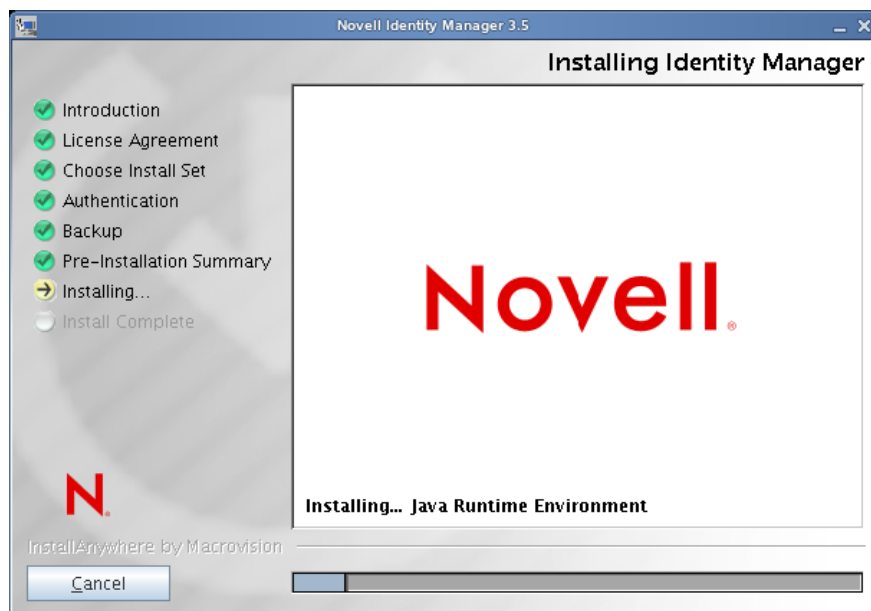 Novell Identity Manager 3.5
Installing Identity Manager
Introduction
License Agreement
Choose Install Set
Authentication
Backup
Pre-Installation Summary
Installing...
Install Complete
Novell®
N.
Installing... Java Runtime Environment
InstallAnywhere by Macrovision
Cancel